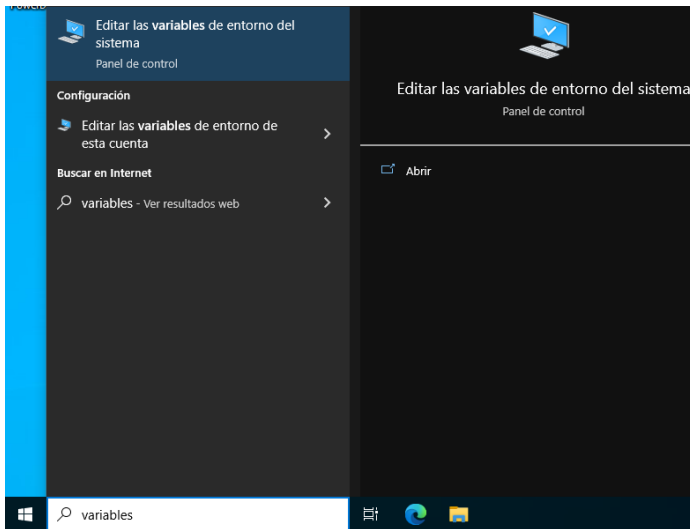 Editar las variables de entorno del
sistema
Panel de control
Configuración
Editar las variables de entorno de
esta cuenta
Buscar en Internet
variables - Ver resultados web
variables
Editar las variables de entorno del sistema
Panel de control
Abrir